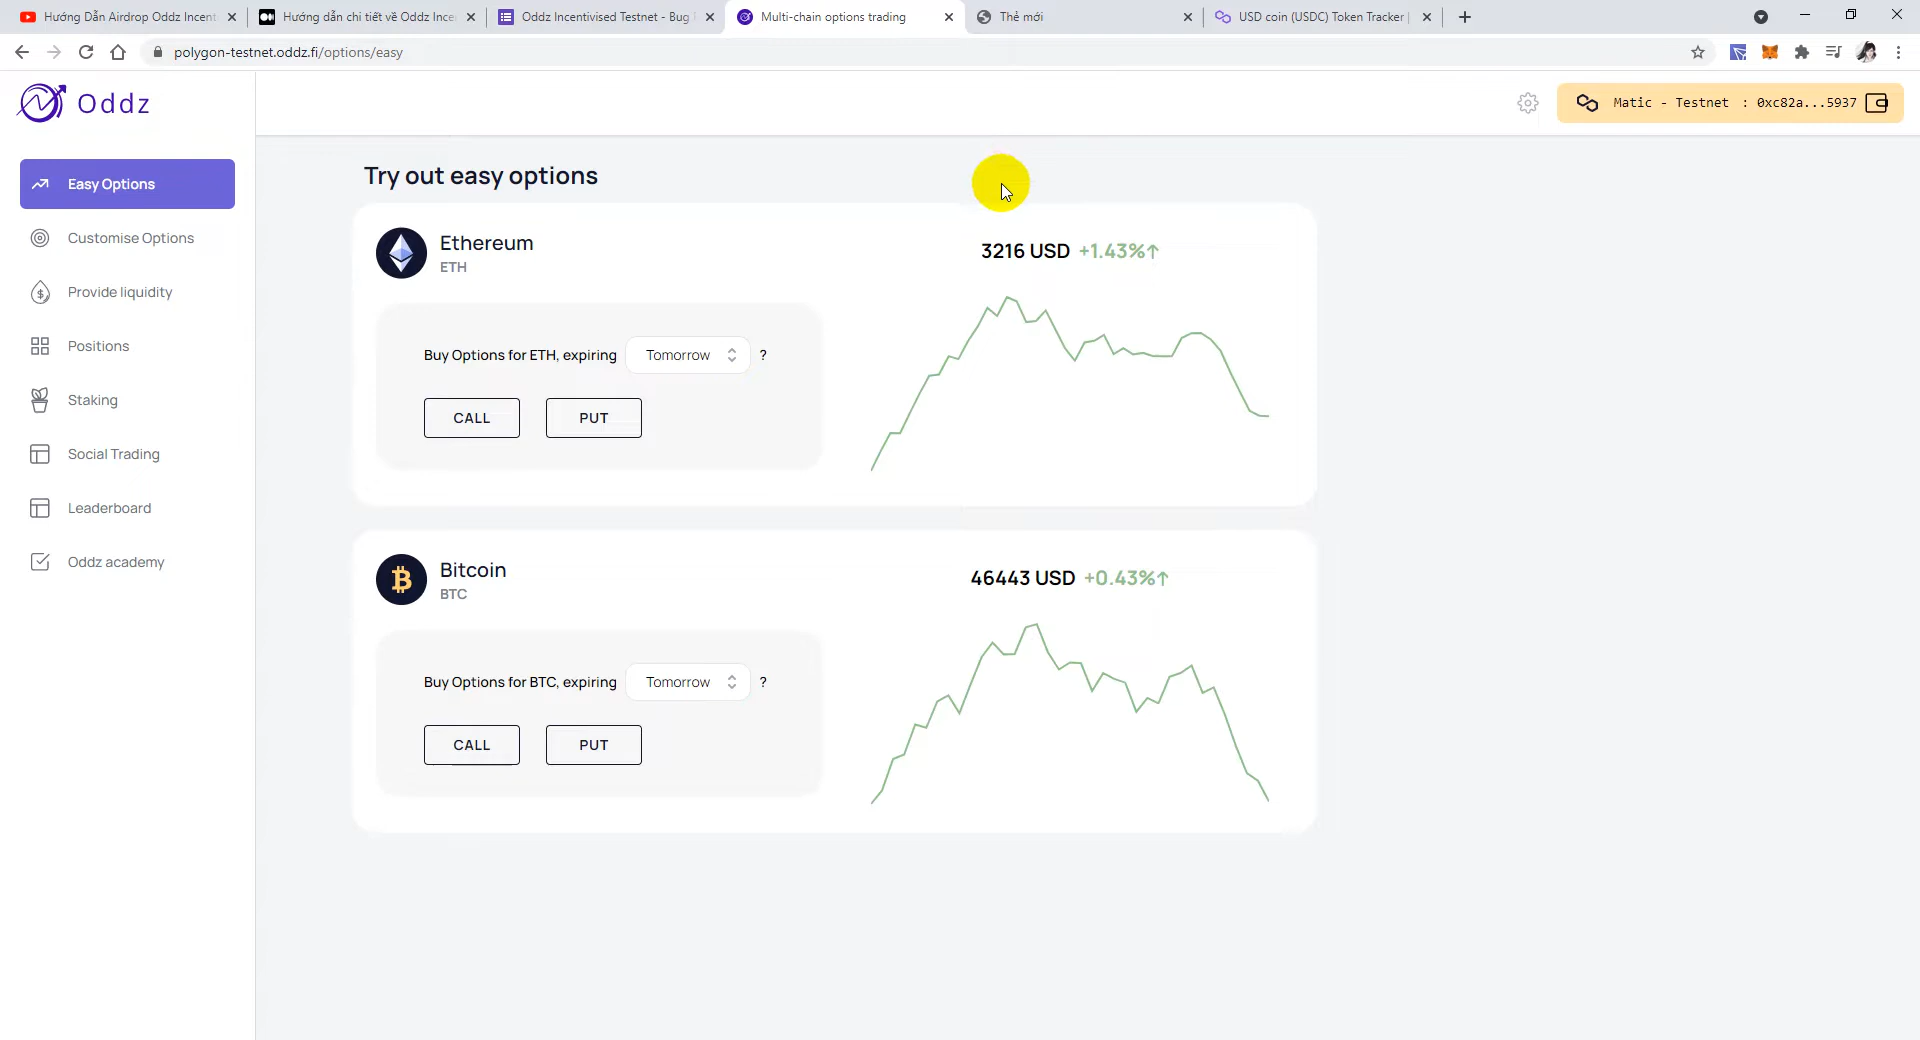 Hướng Dẫn Airdrop Oddz Incent
Hướng dẫn chi tiết về Oddz Ince
Oddz Incentivised Testnet - Bug
Multi-chain options trading
Thẻ mới
USD coin (USDC) Token Tracker |
polygon-testnet.oddz.fi/options/easy
Oddz
Matic - Testnet : 0xc82a...5937
Easy Options
Customise Options
Provide liquidity
Positions
Staking
Social Trading
Leaderboard
Oddz academy
Try out easy options
Ethereum
ETH
3216 USD +1.43%↑
Buy Options for ETH, expiring Tomorrow ?
CALL PUT
Bitcoin
BTC
46443 USD +0.43%↑
Buy Options for BTC, expiring Tomorrow ?
CALL PUT